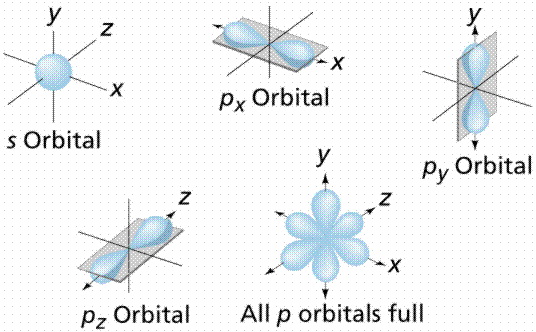 y
z
x
s Orbital
x
p_x Orbital
y
p_y Orbital
z
p_z Orbital
y
z
x
All p orbitals full